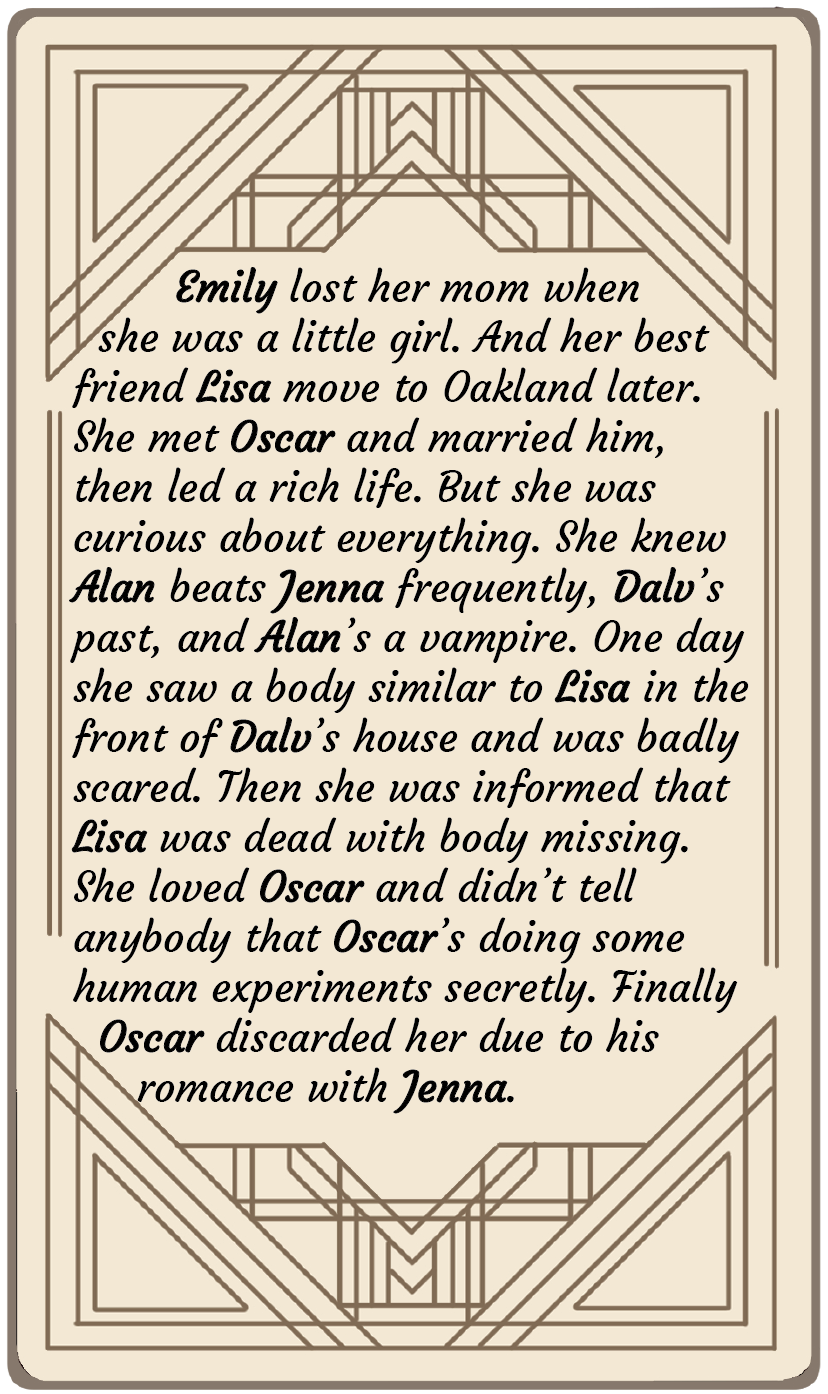 Emily lost her mom when
she was a little girl. And her best
friend Lisa move to Oakland later.
She met Oscar and married him,
then led a rich life. But she was
curious about everything. She knew
Alan beats Jenna frequently, Dalv’s
past, and Alan’s a vampire. One day
she saw a body similar to Lisa in the
front of Dalv’s house and was badly
scared. Then she was informed that
Lisa was dead with body missing.
She loved Oscar and didn’t tell
anybody that Oscar’s doing some
human experiments secretly. Finally
Oscar discarded her due to his
romance with Jenna.